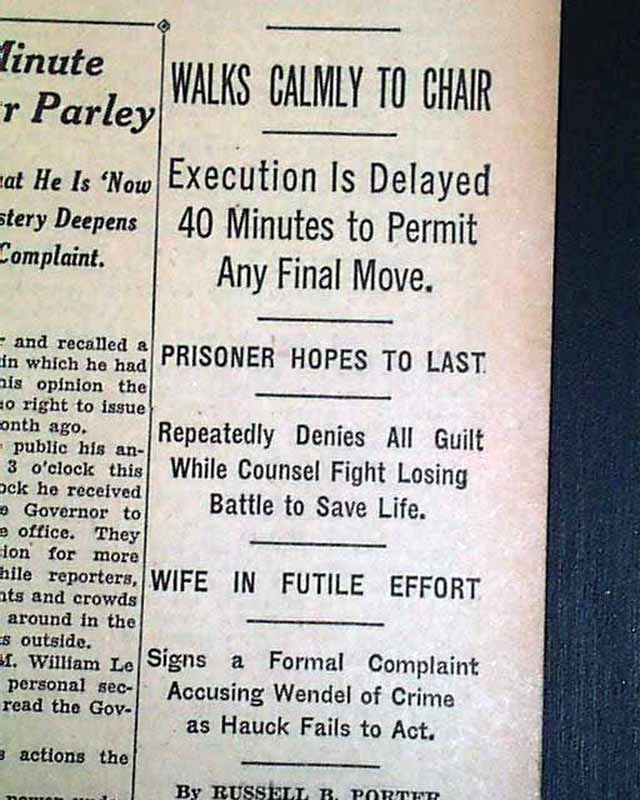 Minute
r Parley
at He Is 'Now
stery Deepens
Complaint.
r and recalled a
in which he had
his opinion the
no right to issue
onth ago.
public his an-
3 o'clock this
ock he received
e Governor to
e office. They
ion for more
hile reporters,
nts and crowds
around in the
s outside.
M. William Le
personal sec-
read the Gov-
s actions the
WALKS CALMLY TO CHAIR
Execution Is Delayed
40 Minutes to Permit
Any Final Move.
PRISONER HOPES TO LAST
Repeatedly Denies All Guilt
While Counsel Fight Losing
Battle to Save Life.
WIFE IN FUTILE EFFORT
Signs a Formal Complaint
Accusing Wendel of Crime
as Hauck Fails to Act.
By RUSSELL B. PORTER